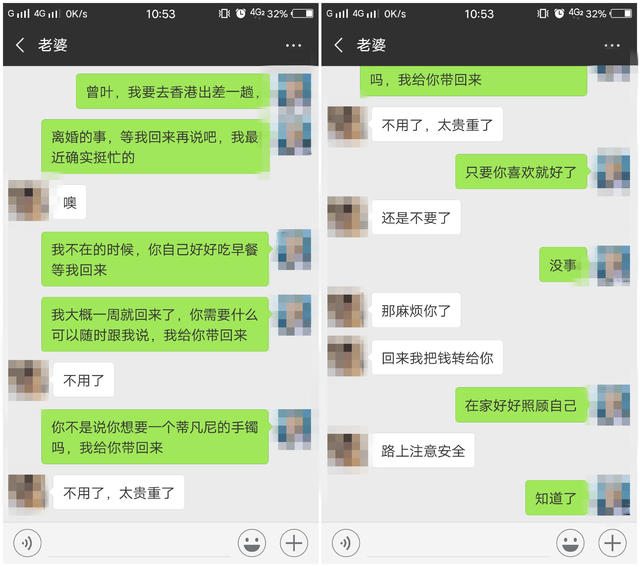 G 4G 0K/s 10:53 4G2 32%
老婆
曾叶，我要去香港出差一趟，
离婚的事，等我回来再说吧，我最
近确实挺忙的
噢
我不在的时候，你自己好好吃早餐
等我回来
我大概一周就回来了，你需要什么
可以随时跟我说，我给你带回来
不用了
你不是说你想要一个蒂凡尼的手镯
吗，我给你带回来
不用了，太贵重了
G 4G 0K/s 10:53 4G2 32%
老婆
吗，我给你带回来
不用了，太贵重了
只要你喜欢就好了
还是不要了
没事
那麻烦你了
回来我把钱转给你
在家好好照顾自己
路上注意安全
知道了